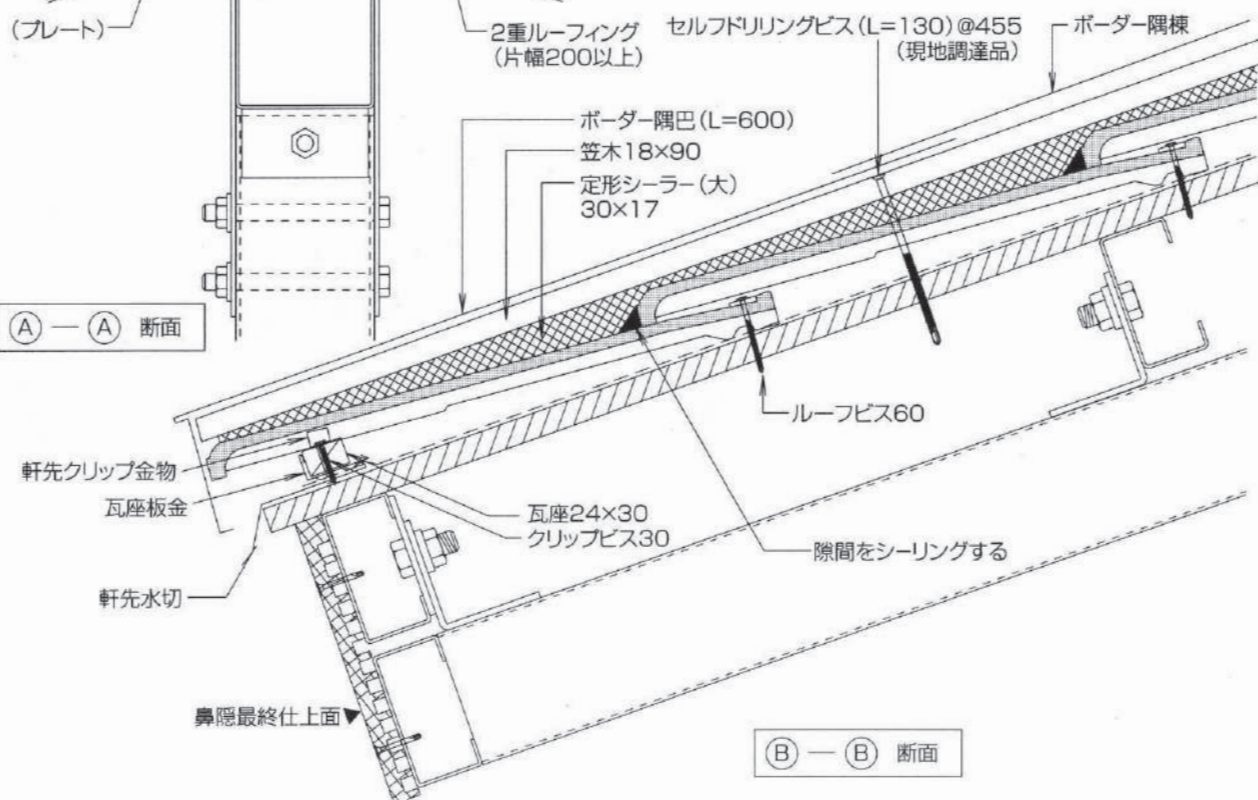 (プレート)
2重ルーフィング
(片幅200以上)
セルフドリリングビス(L=130)@455
(現地調達品)
ボーダー隅棟
ボーダー隅巴(L=600)
笠木18×90
定形シーラー(大)
30×17
Ⓐ — Ⓐ 断面
ルーフビス60
軒先クリップ金物
瓦座板金
瓦座24×30
クリップビス30
隙間をシーリングする
軒先水切
鼻隠最終仕上面
Ⓑ — Ⓑ 断面